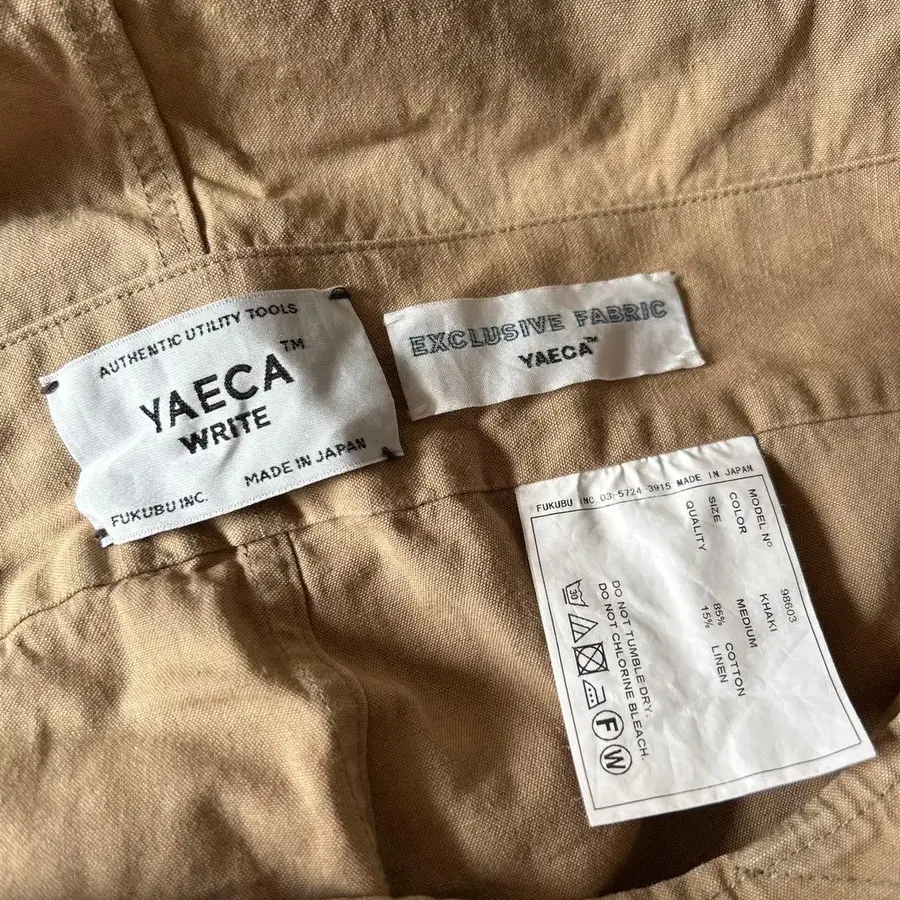 AUTHENTIC UTILITY TOOLS
YAECA™
WRITE
MADE IN JAPAN
FUKUBU INC.
EXCLUSIVE FABRIC
YAECA™
FUKUBU INC. 03-5724-3915 MADE IN JAPAN
MODEL Nº 98603
COLOR KHAKI
SIZE MEDIUM
QUALITY 85% COTTON
15% LINEN
DO NOT TUMBLE DRY.
DO NOT CHLORINE BLEACH.
30 F W